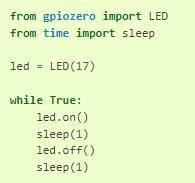 from gpiozero import LED
from time import sleep

led = LED(17)

while True:
    led.on()
    sleep(1)
    led.off()
    sleep(1)